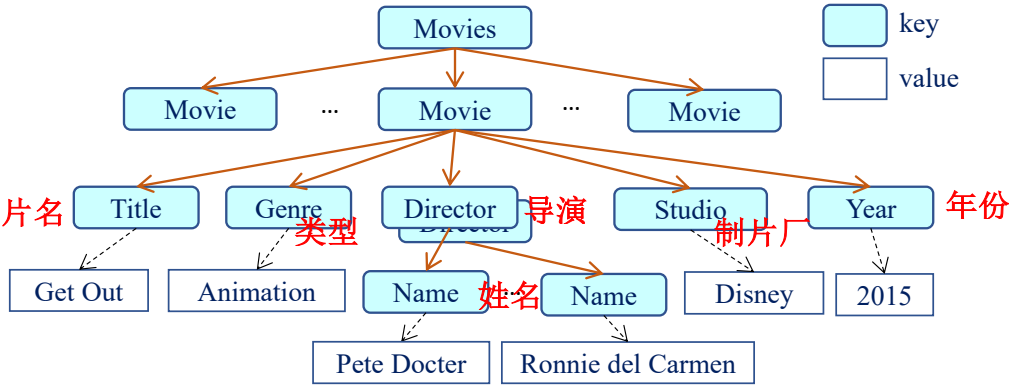 Movies
key
value
Movie
...
Movie
...
Movie
片名
Title
Genre
类型
Director
导演
Director
Studio
制片厂
Year
年份
Get Out
Animation
Name
姓名
...
Name
Disney
2015
Pete Docter
Ronnie del Carmen